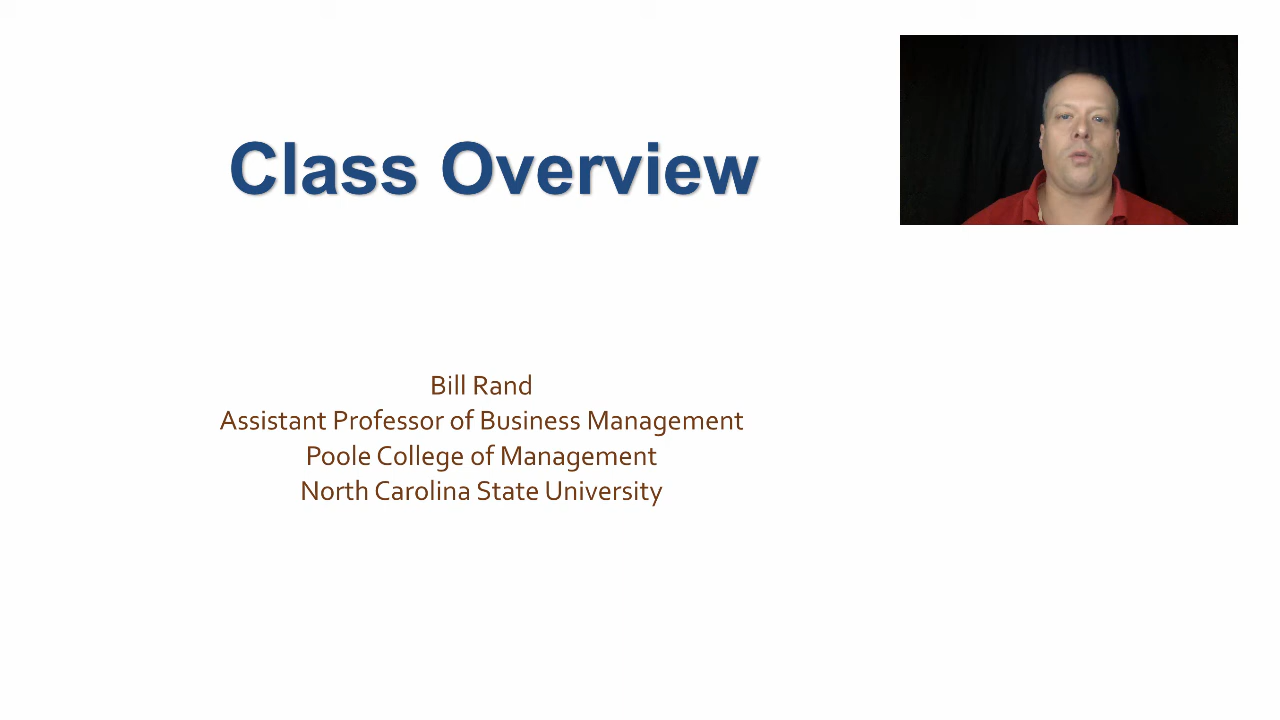 Class Overview
Bill Rand
Assistant Professor of Business Management
Poole College of Management
North Carolina State University